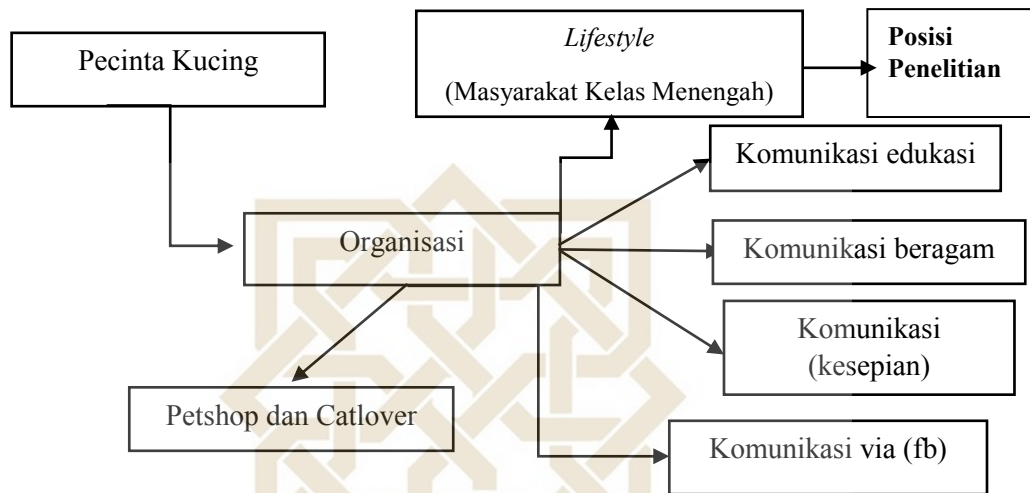 Pecinta Kucing
Lifestyle
(Masyarakat Kelas Menengah)
Posisi
Penelitian
Komunikasi edukasi
Organisasi
Komunikasi beragam
Komunikasi
(kesepian)
Petshop dan Catlover
Komunikasi via (fb)